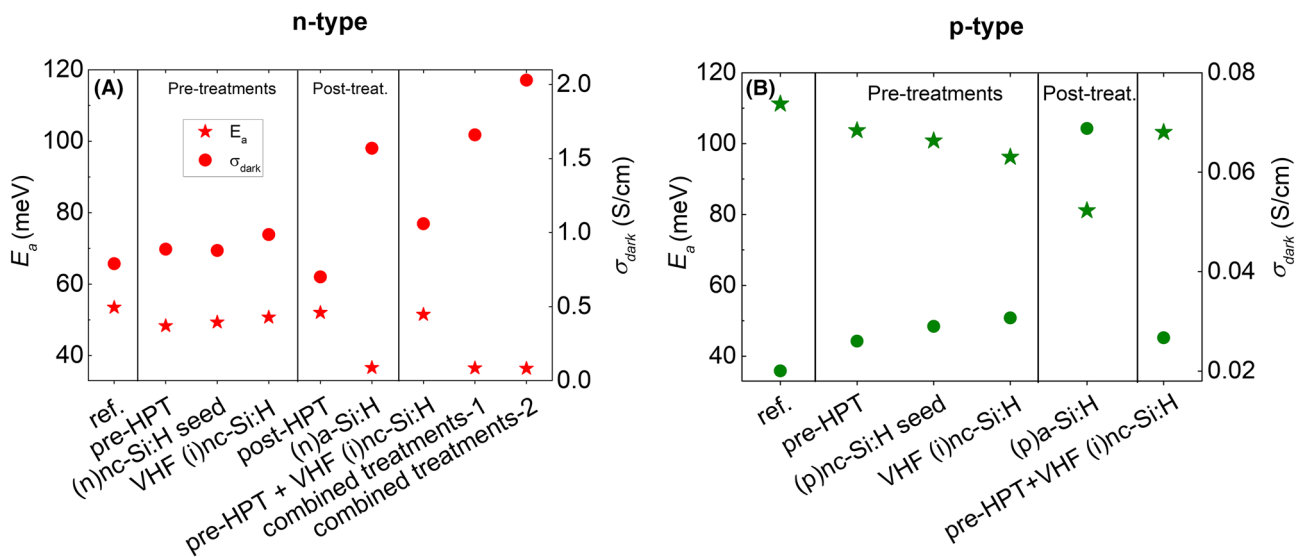 n-type
(A)
Pre-treatments
Post-treat.
E_a
σ_dark
E_a (meV)
120
100
80
60
40
σ_dark (S/cm)
2.0
1.5
1.0
0.5
0.0
ref.
pre-HPT
(n)nc-Si:H seed
VHF (i)nc-Si:H
post-HPT
(n)a-Si:H
pre-HPT + VHF (i)nc-Si:H
combined treatments-1
combined treatments-2
p-type
(B)
Pre-treatments
Post-treat.
E_a (meV)
120
100
80
60
40
σ_dark (S/cm)
0.08
0.06
0.04
0.02
ref.
pre-HPT
(p)nc-Si:H seed
VHF (i)nc-Si:H
(p)a-Si:H
pre-HPT+VHF (i)nc-Si:H